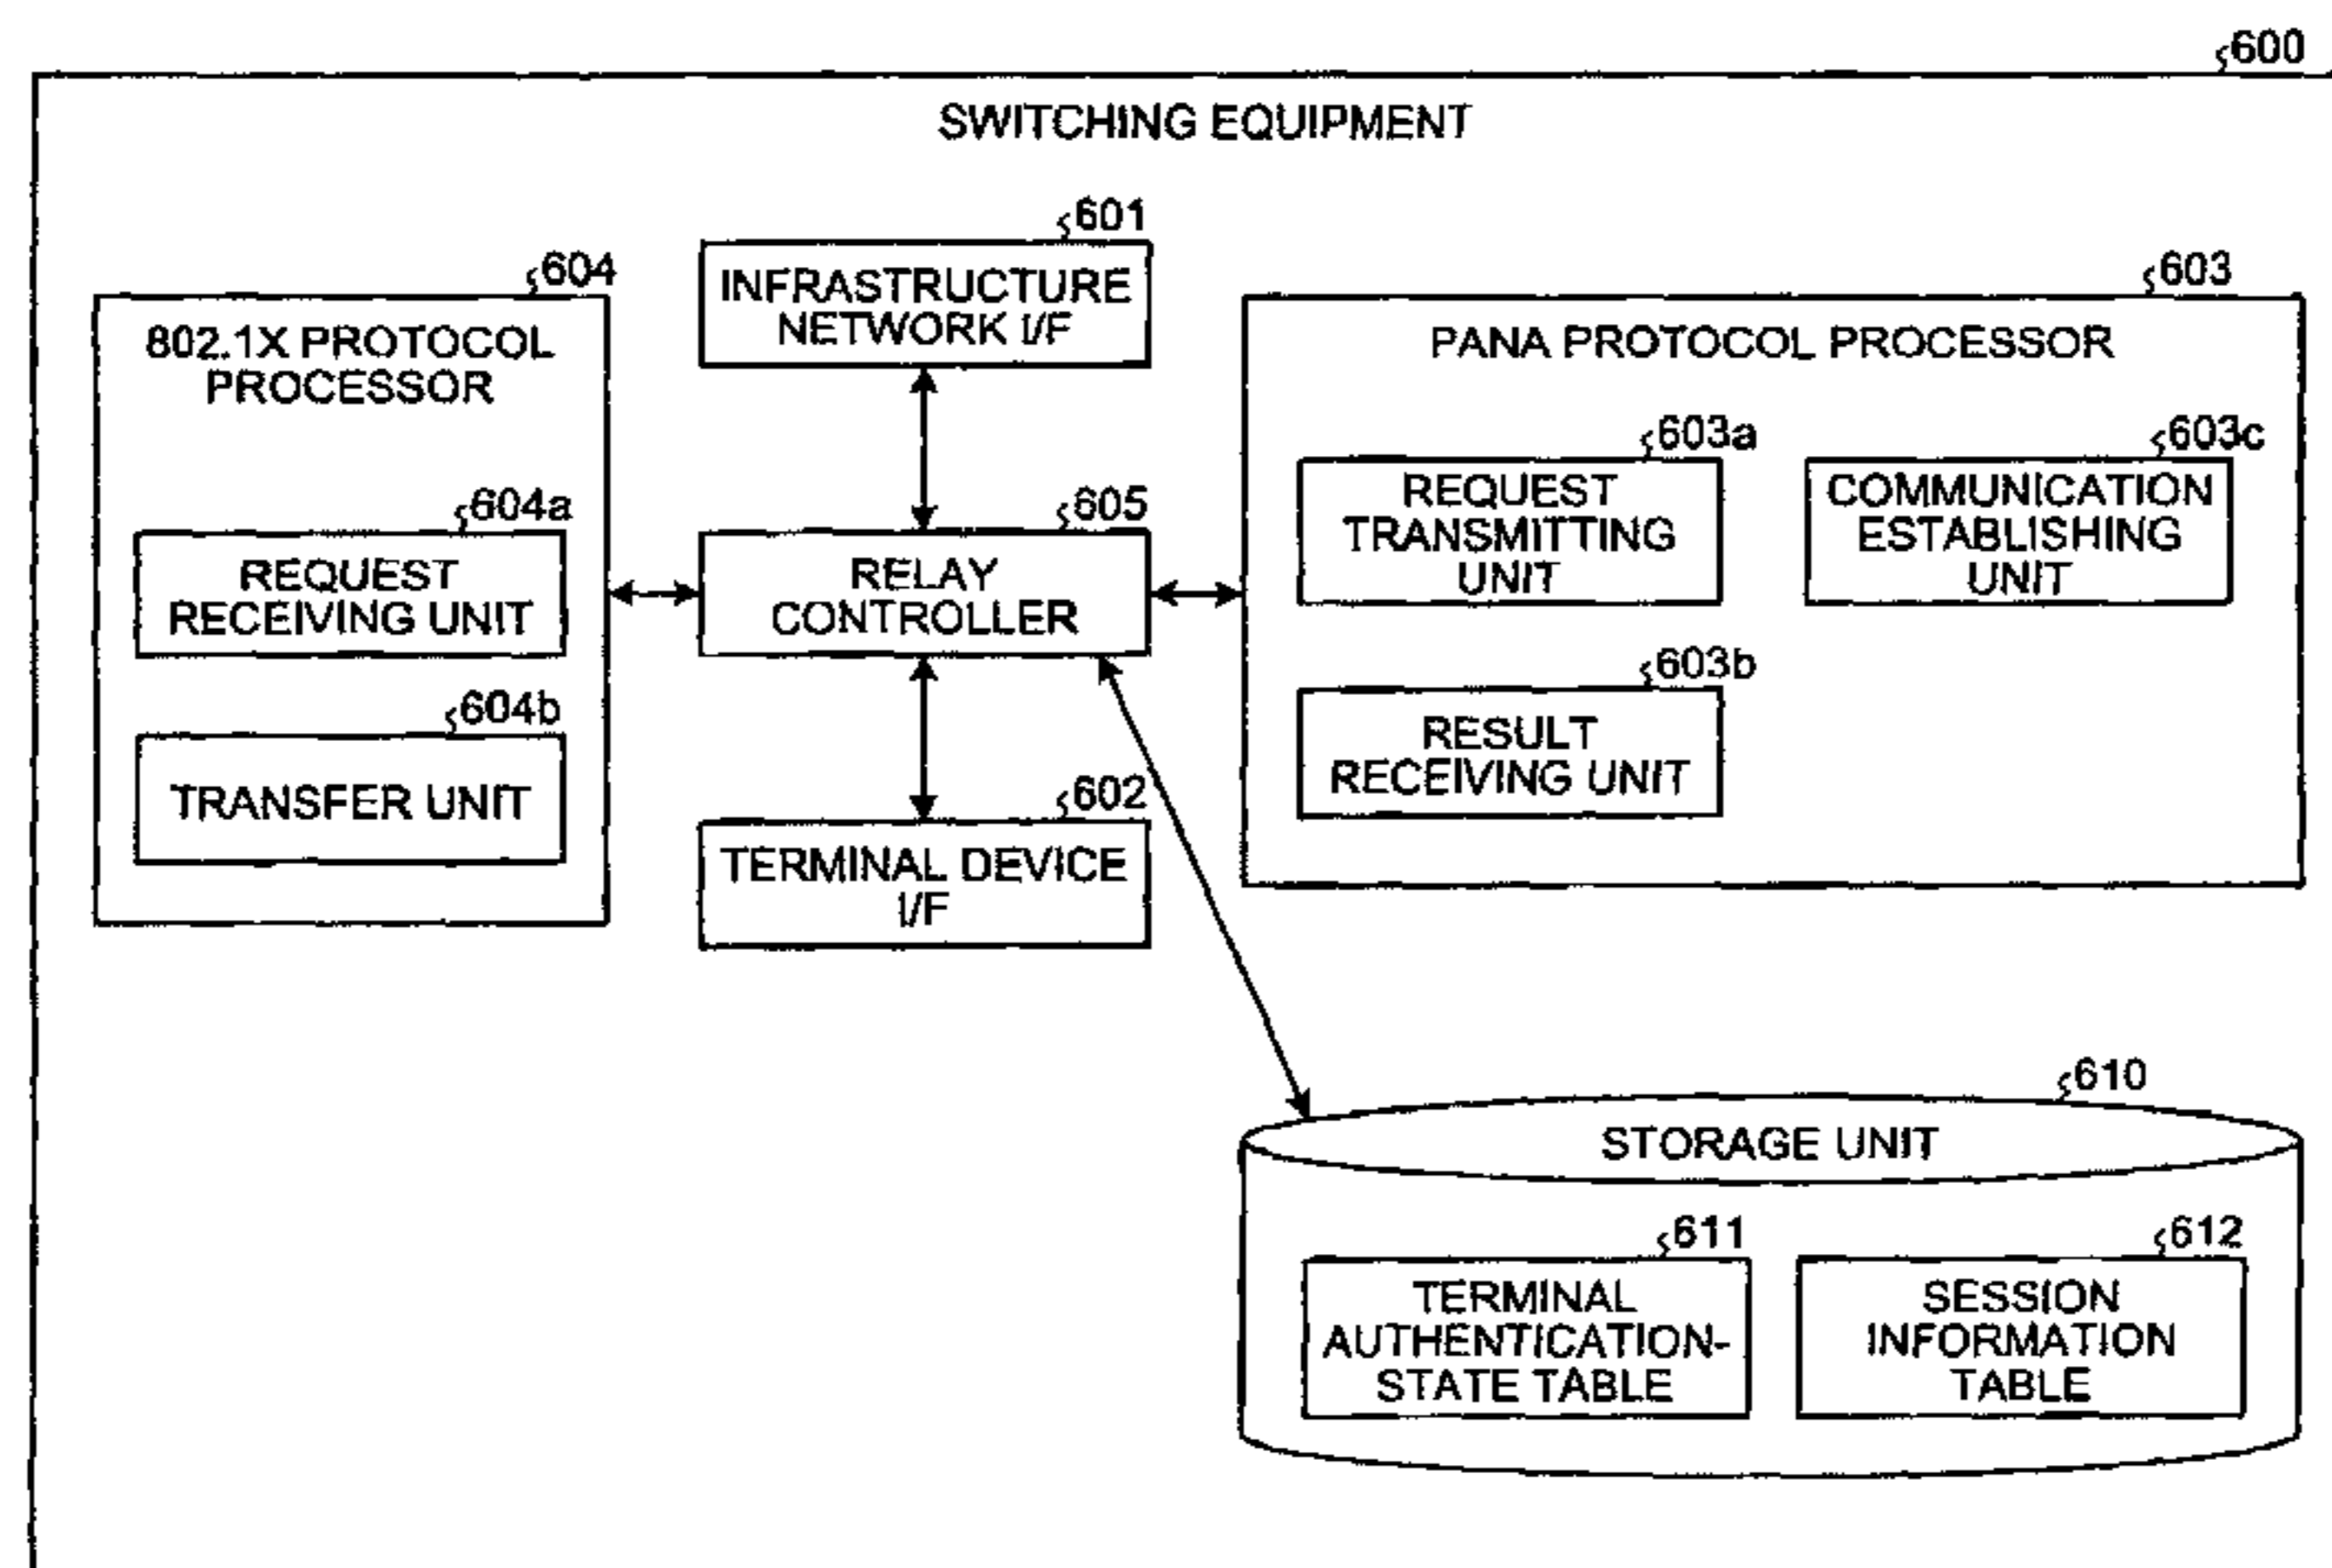 600
SWITCHING EQUIPMENT
604
802.1X PROTOCOL
PROCESSOR
604a
REQUEST
RECEIVING UNIT
604b
TRANSFER UNIT
601
INFRASTRUCTURE
NETWORK I/F
605
RELAY
CONTROLLER
602
TERMINAL DEVICE
I/F
603
PANA PROTOCOL PROCESSOR
603a
REQUEST
TRANSMITTING
UNIT
603c
COMMUNICATION
ESTABLISHING
UNIT
603b
RESULT
RECEIVING UNIT
610
STORAGE UNIT
611
TERMINAL
AUTHENTICATION-
STATE TABLE
612
SESSION
INFORMATION
TABLE